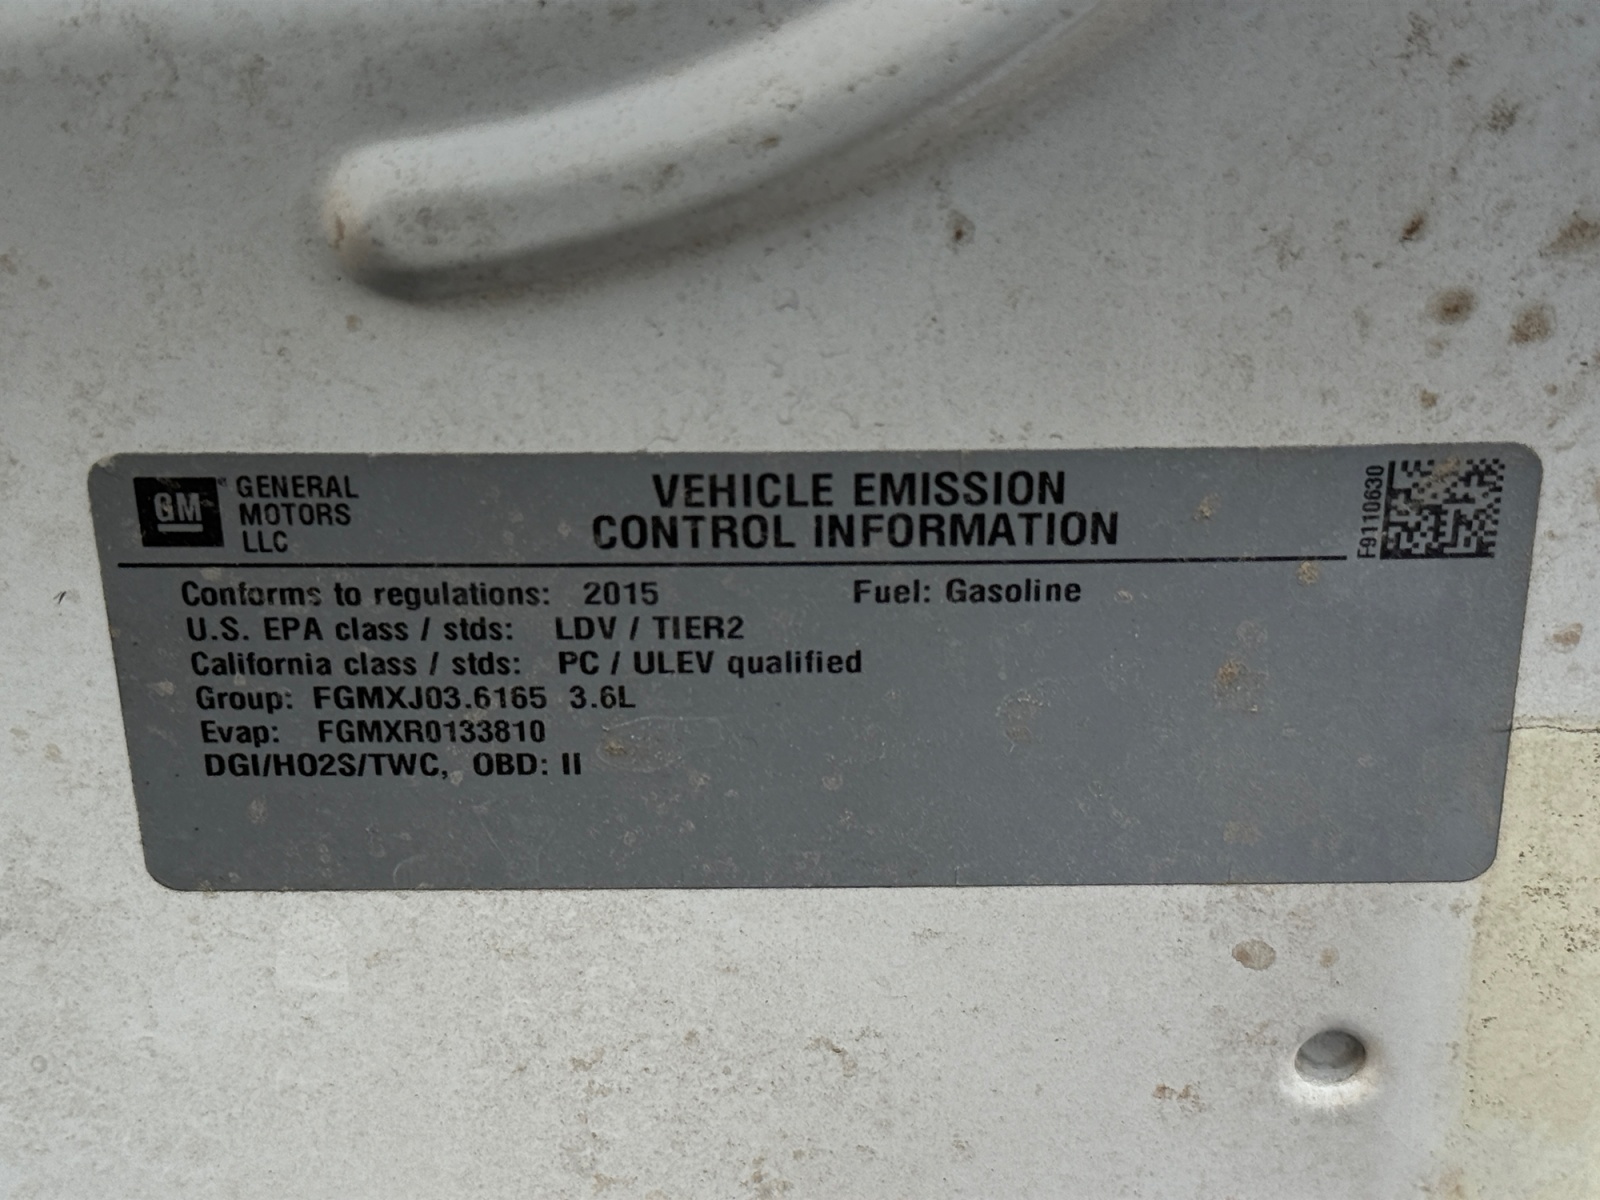 GM
GENERAL
MOTORS
LLC
VEHICLE EMISSION
CONTROL INFORMATION
F9110630
Conforms to regulations: 2015 Fuel: Gasoline
U.S. EPA class / stds: LDV / TIER2
California class / stds: PC / ULEV qualified
Group: FGMXJ03.6165 3.6L
Evap: FGMXR0133810
DGI/HO2S/TWC, OBD: II